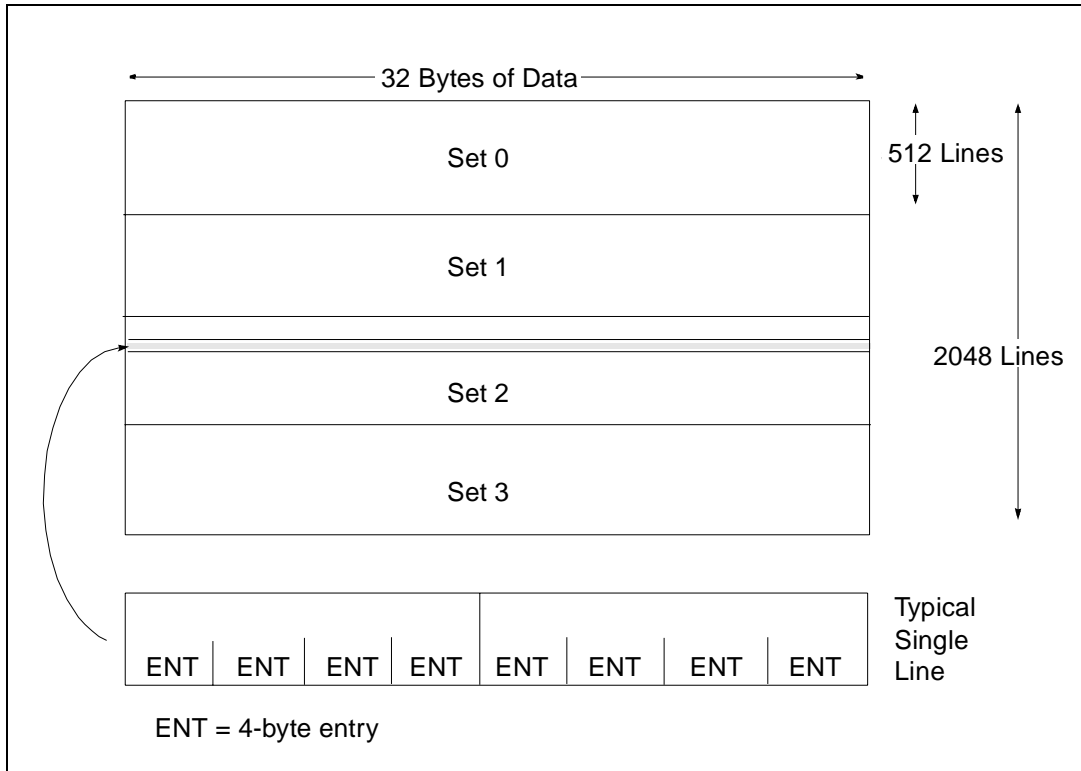 32 Bytes of Data
Set 0
512 Lines
Set 1
2048 Lines
Set 2
Set 3
Typical
Single
Line
ENT ENT ENT ENT ENT ENT ENT ENT
ENT = 4-byte entry